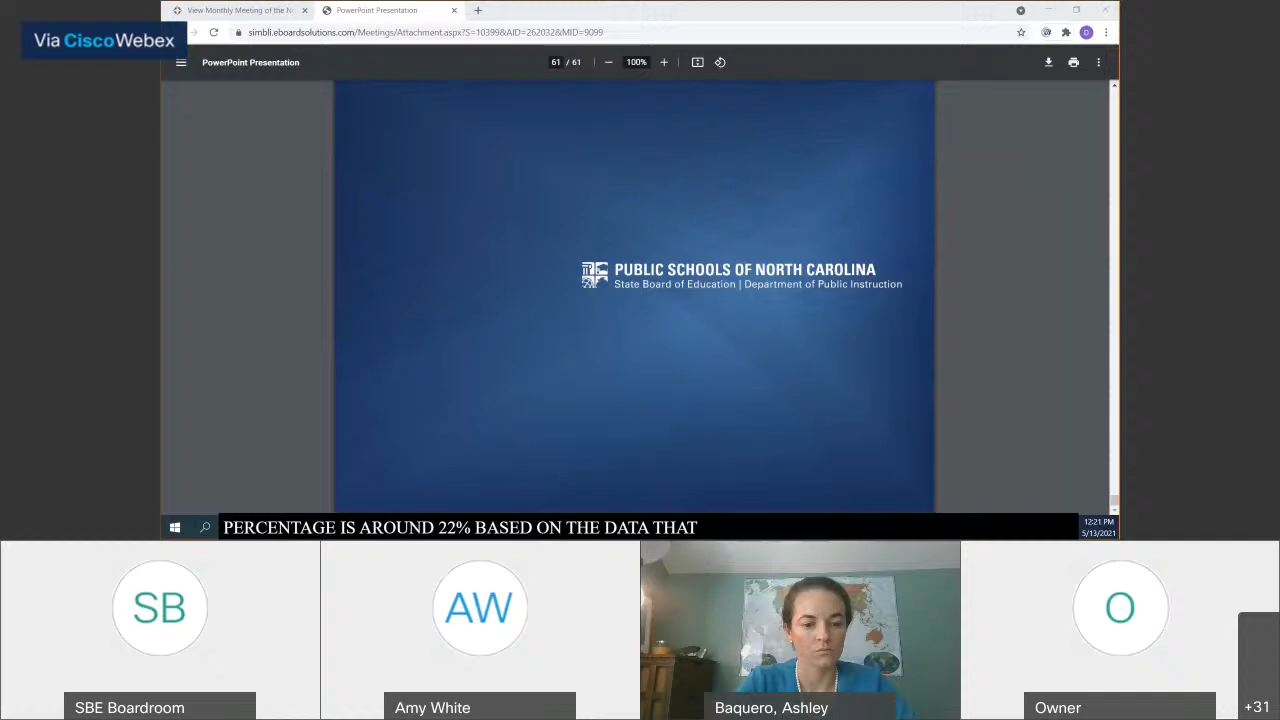 View Monthly Meeting of the N
PowerPoint Presentation
Via Cisco Webex
simbli.eboardsolutions.com/Meetings/Attachment.aspx?S=10399&AID=262032&MID=9099
D
PowerPoint Presentation
61 / 61
100%
PUBLIC SCHOOLS OF NORTH CAROLINA
State Board of Education | Department of Public Instruction
PERCENTAGE IS AROUND 22% BASED ON THE DATA THAT
12:21 PM
5/13/2021
SB
AW
O
SBE Boardroom
Amy White
Baquero, Ashley
Owner
+31